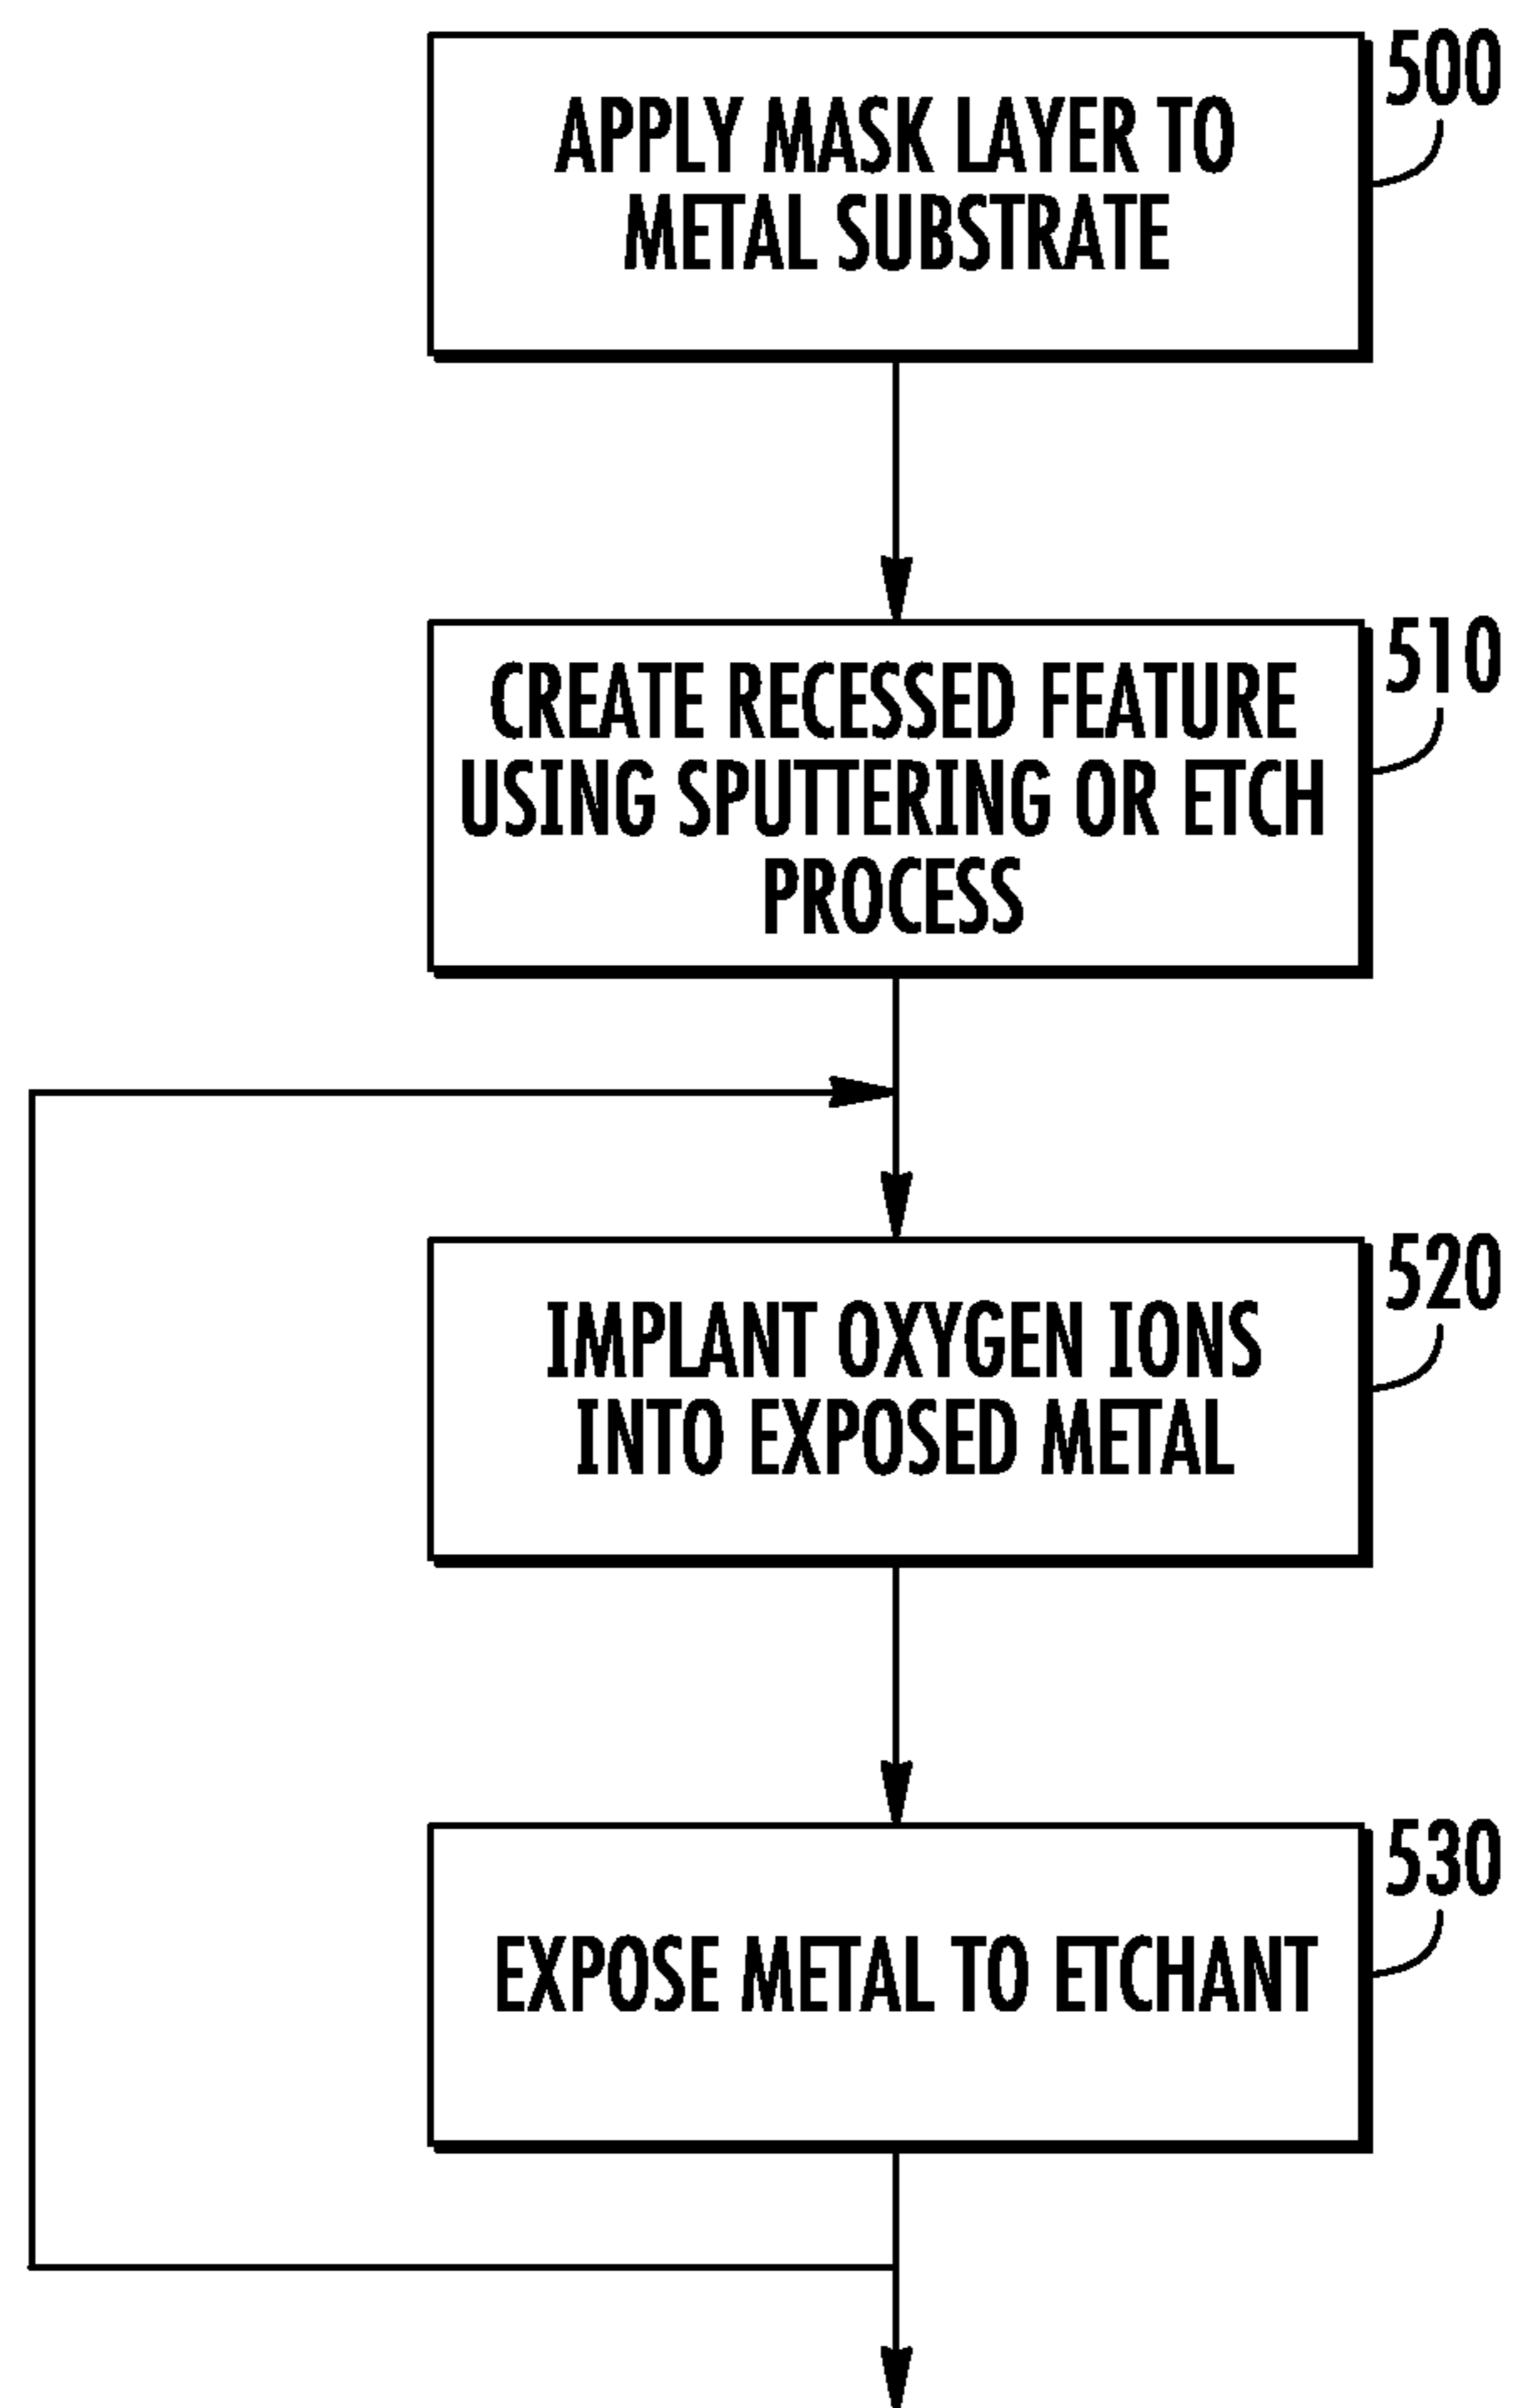 500
APPLY MASK LAYER TO
METAL SUBSTRATE
510
CREATE RECESSED FEATURE
USING SPUTTERING OR ETCH
PROCESS
520
IMPLANT OXYGEN IONS
INTO EXPOSED METAL
530
EXPOSE METAL TO ETCHANT